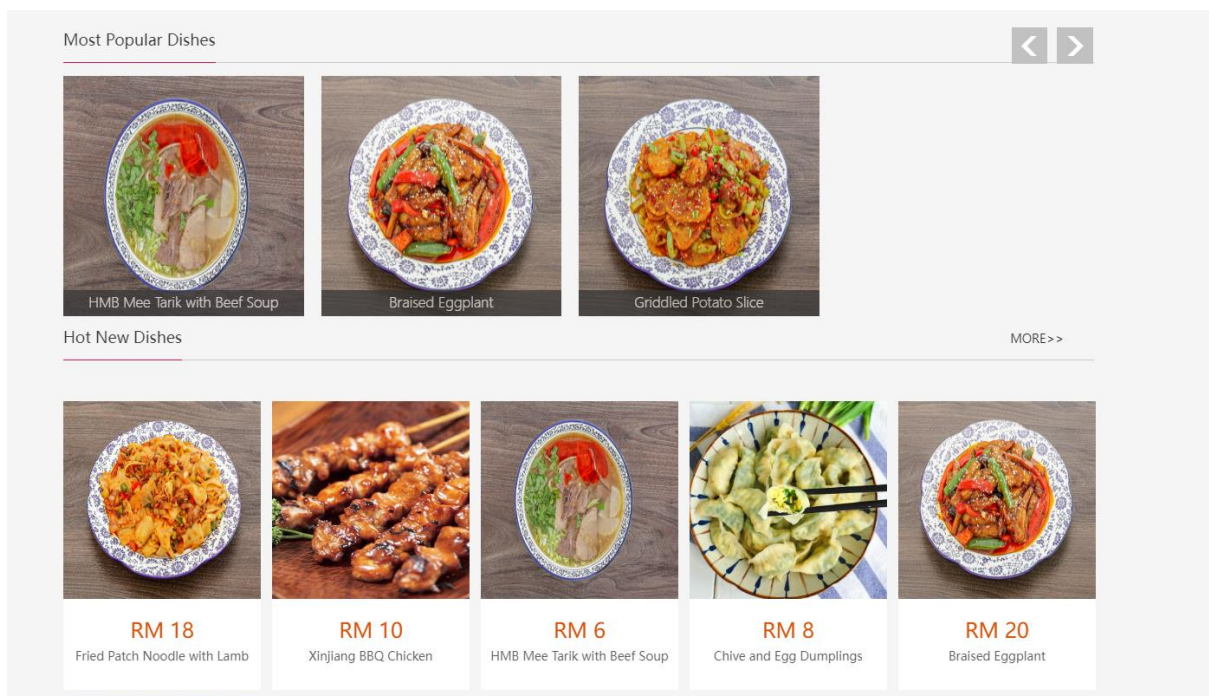 Most Popular Dishes
HMB Mee Tarik with Beef Soup
Braised Eggplant
Griddled Potato Slice
Hot New Dishes
MORE>>
RM 18
Fried Patch Noodle with Lamb
RM 10
Xinjiang BBQ Chicken
RM 6
HMB Mee Tarik with Beef Soup
RM 8
Chive and Egg Dumplings
RM 20
Braised Eggplant